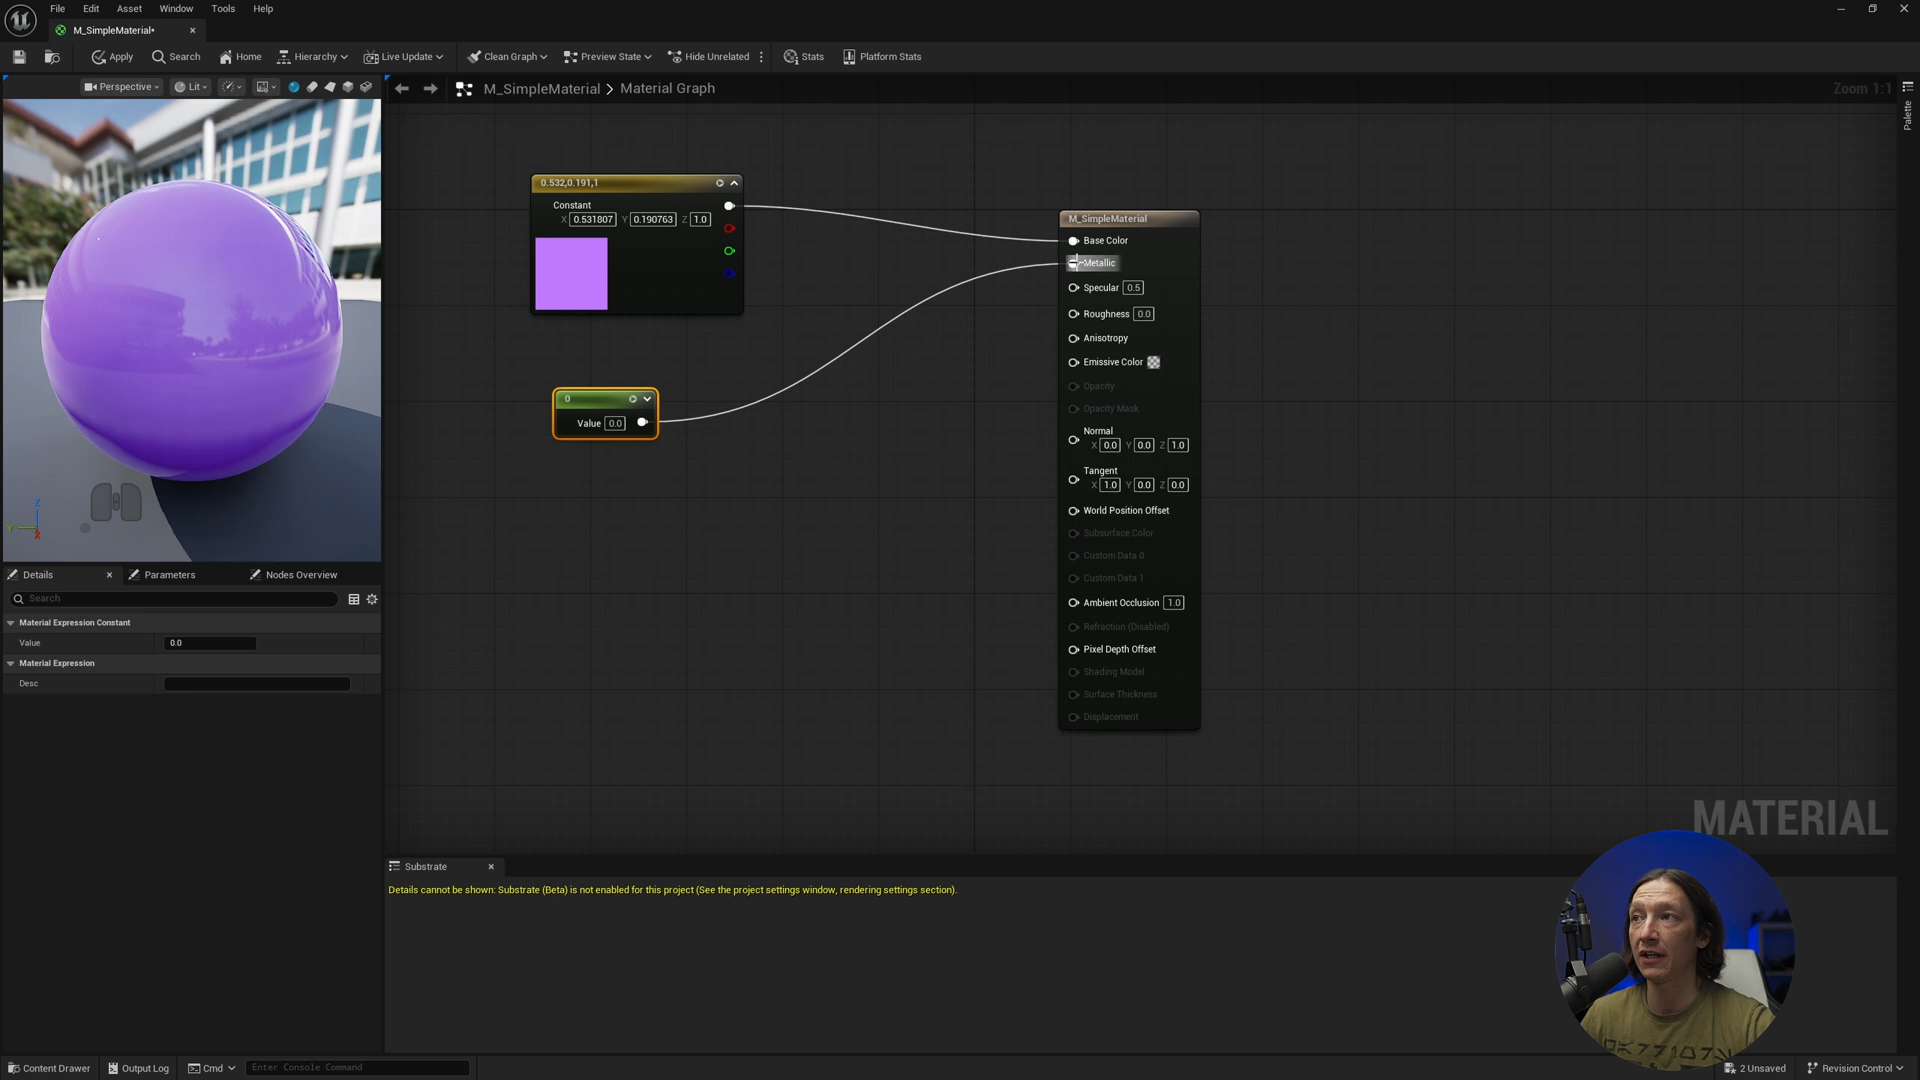 File Edit Asset Window Tools Help
M_SimpleMaterial*
Apply Search Home Hierarchy Live Update Clean Graph Preview State Hide Unrelated Stats Platform Stats
Perspective Lit
M_SimpleMaterial > Material Graph
Zoom 1:1
Palette
0.532,0.191,1
Constant
X 0.531807 Y 0.190763 Z 1.0
0
Value 0.0
M_SimpleMaterial
Base Color
Metallic
Specular 0.5
Roughness 0.0
Anisotropy
Emissive Color
Opacity
Opacity Mask
Normal
X 0.0 Y 0.0 Z 1.0
Tangent
X 1.0 Y 0.0 Z 0.0
World Position Offset
Subsurface Color
Custom Data 0
Custom Data 1
Ambient Occlusion 1.0
Refraction (Disabled)
Pixel Depth Offset
Shading Model
Surface Thickness
Displacement
MATERIAL
Z
Y
X
Details Parameters Nodes Overview
Search
Material Expression Constant
Value 0.0
Material Expression
Desc
Substrate
Details cannot be shown: Substrate (Beta) is not enabled for this project (See the project settings window, rendering settings section).
Content Drawer Output Log Cmd Enter Console Command
2 Unsaved Revision Control